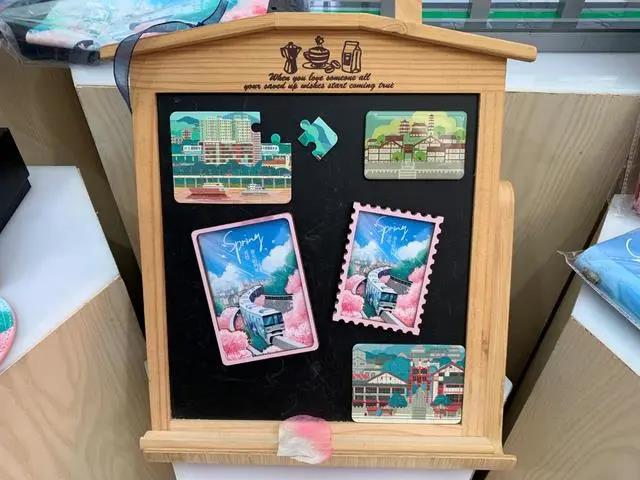 When you love someone all
your saved up wishes start coming true
Spring
Spring